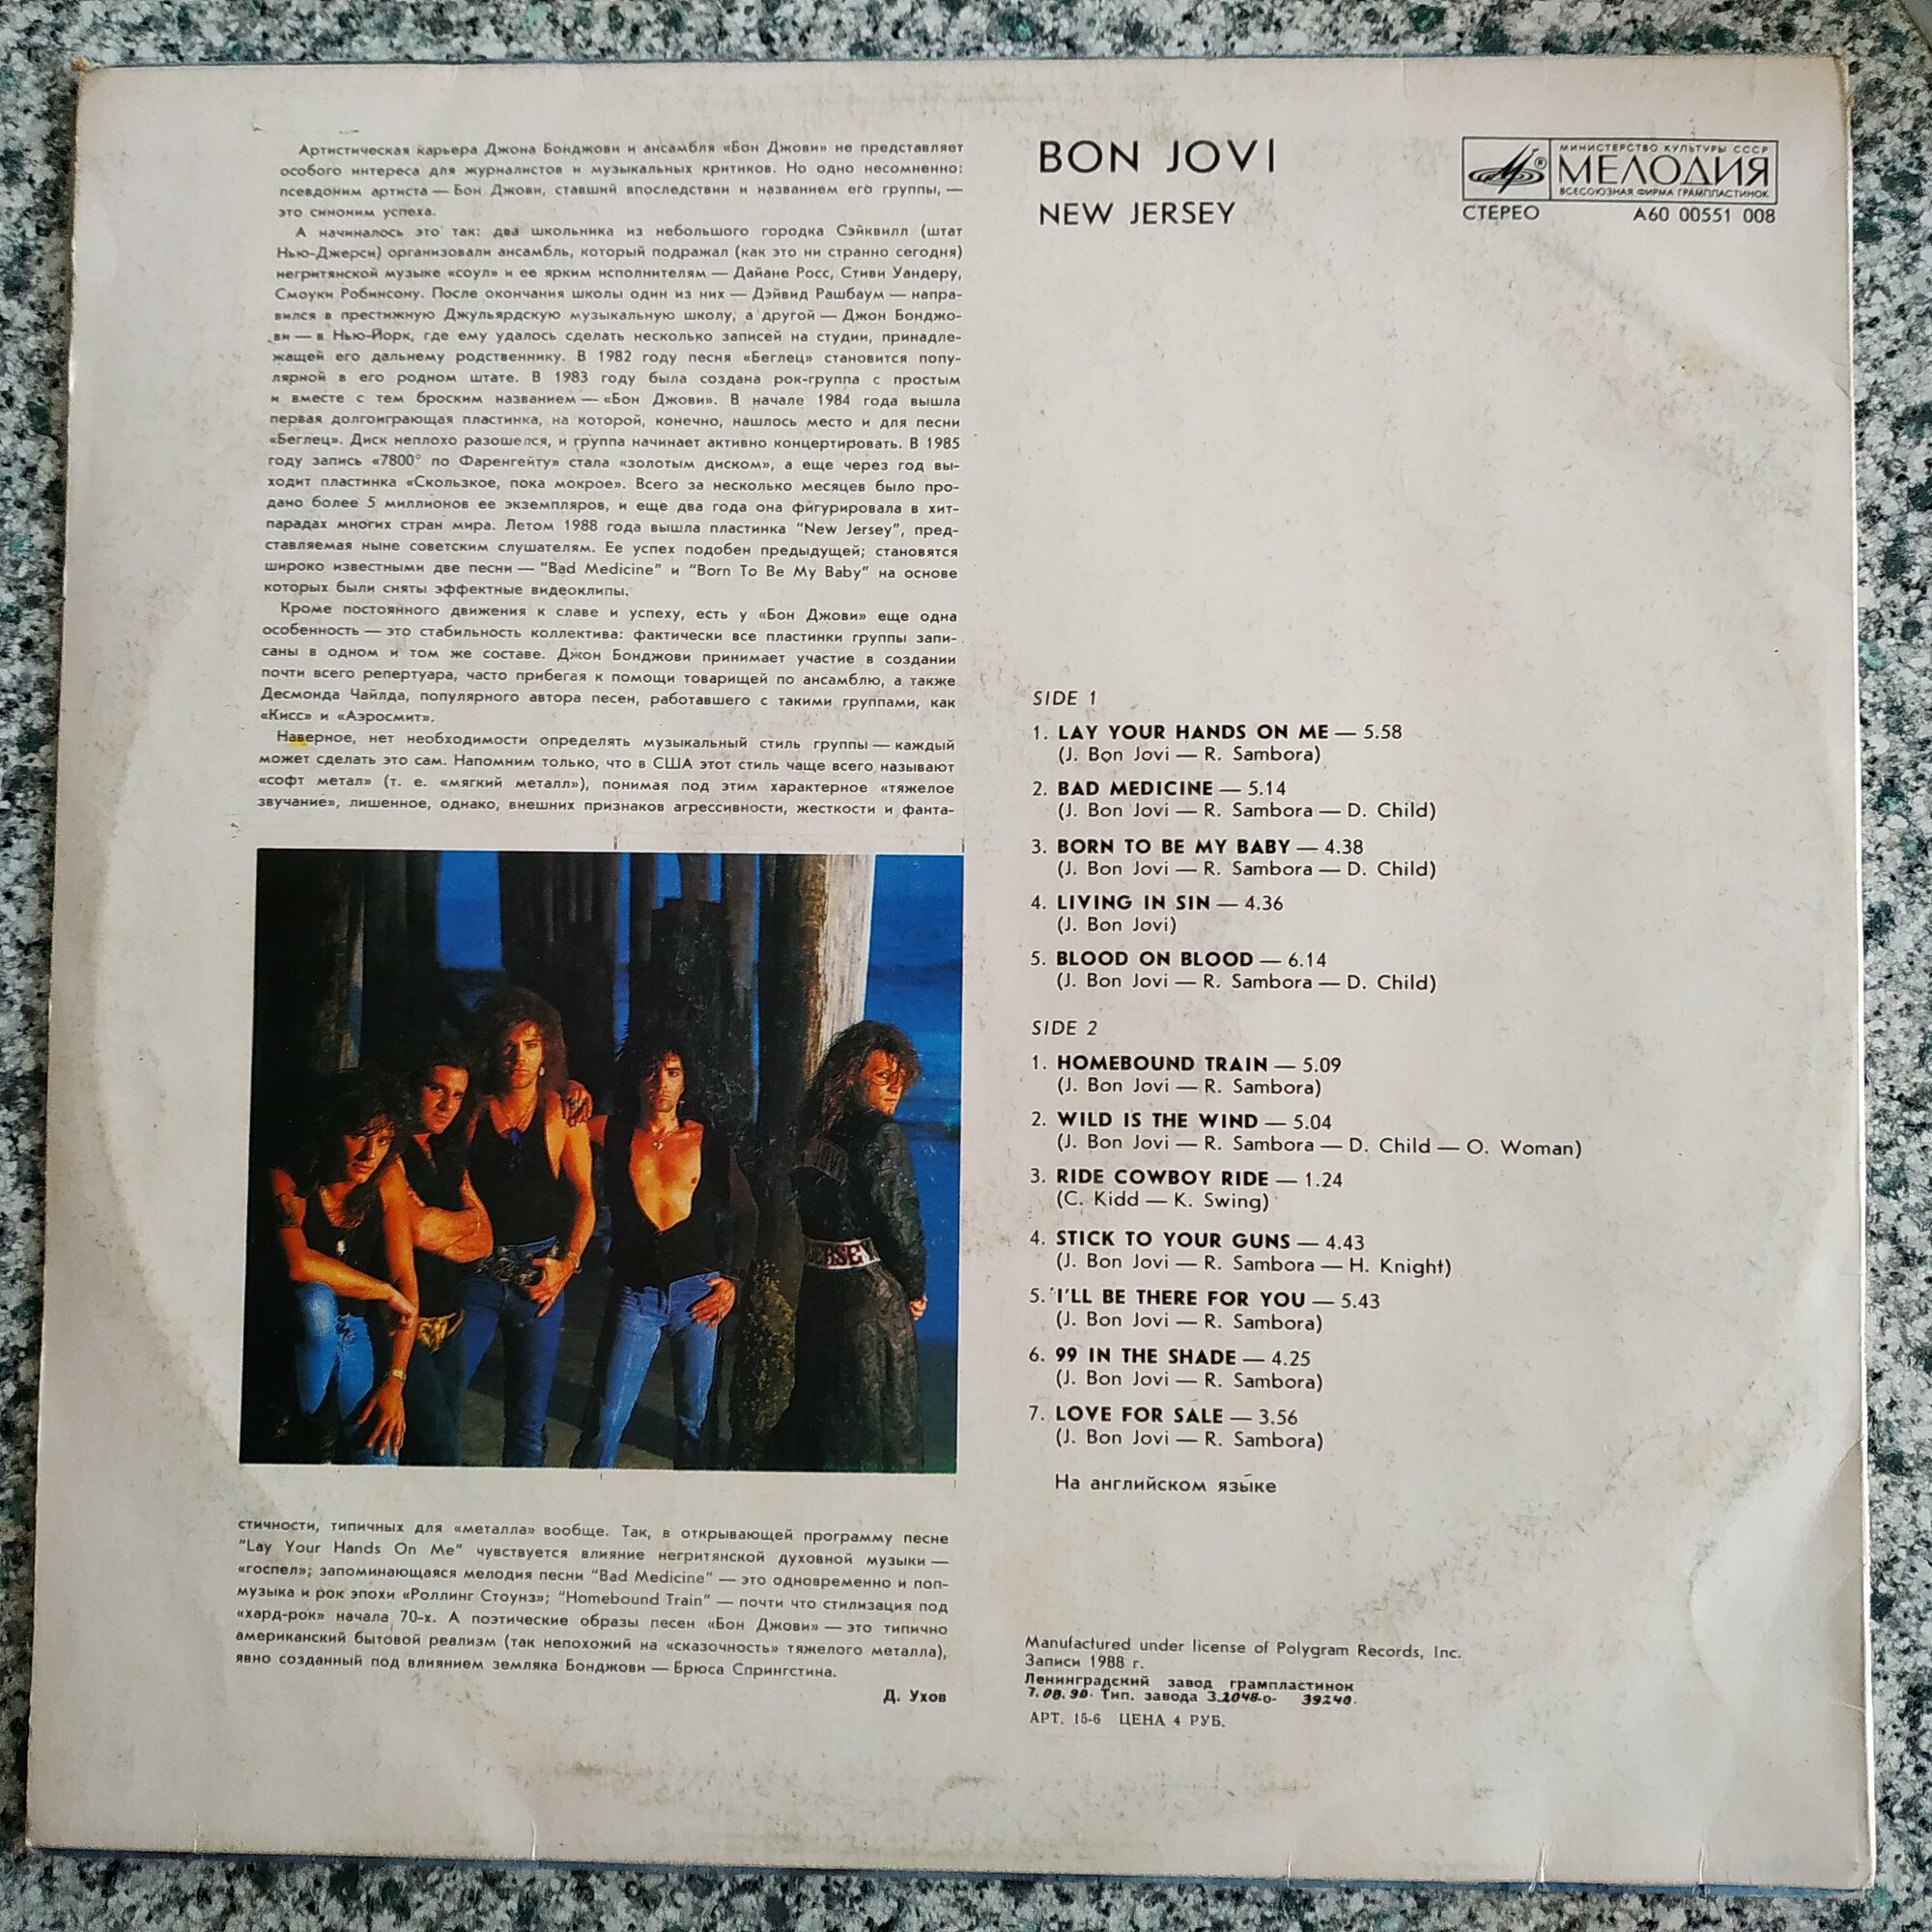 Артистическая карьера Джона Бонджови и ансамбля «Бон Джови» не представляет
особого интереса для журналистов и музыкальных критиков. Но одно несомненно:
псевдоним артиста — Бон Джови, ставший впоследствии и названием его группы, —
это синоним успеха.
А начиналось это так: два школьника из небольшого городка Сэйквилл (штат
Нью-Джерси) организовали ансамбль, который подражал (как это ни странно сегодня)
негритянской музыке «соул» и ее ярким исполнителям — Дайане Росс, Стиви Уандеру,
Смоуки Робинсону. После окончания школы один из них — Дэйвид Рашбаум — напра-
вился в престижную Джульярдскую музыкальную школу, а другой — Джон Бонджо-
ви — в Нью-Йорк, где ему удалось сделать несколько записей на студии, принадле-
жащей его дальнему родственнику. В 1982 году песня «Беглец» становится попу-
лярной в его родном штате. В 1983 году была создана рок-группа с простым
и вместе с тем броским названием — «Бон Джови». В начале 1984 года вышла
первая долгоиграющая пластинка, на которой, конечно, нашлось место и для песни
«Беглец». Диск неплохо разошелся, и группа начинает активно концертировать. В 1985
году запись «7800° по Фаренгейту» стала «золотым диском», а еще через год вы-
ходит пластинка «Скользкое, пока мокрое». Всего за несколько месяцев было про-
дано более 5 миллионов ее экземпляров, и еще два года она фигурировала в хит-
парадах многих стран мира. Летом 1988 года вышла пластинка "New Jersey", пред-
ставляемая ныне советским слушателям. Ее успех подобен предыдущей; становятся
широко известными две песни — "Bad Medicine" и "Born To Be My Baby" на основе
которых были сняты эффектные видеоклипы.
Кроме постоянного движения к славе и успеху, есть у «Бон Джови» еще одна
особенность — это стабильность коллектива: фактически все пластинки группы запи-
саны в одном и том же составе. Джон Бонджови принимает участие в создании
почти всего репертуара, часто прибегая к помощи товарищей по ансамблю, а также
Десмонда Чайлда, популярного автора песен, работавшего с такими группами, как
«Кисс» и «Аэросмит».
Наверное, нет необходимости определять музыкальный стиль группы — каждый
может сделать это сам. Напомним только, что в США этот стиль чаще всего называют
«софт метал» (т. е. «мягкий металл»), понимая под этим характерное «тяжелое
звучание», лишенное, однако, внешних признаков агрессивности, жесткости и фанта-
стичности, типичных для «металла» вообще. Так, в открывающей программу песне
"Lay Your Hands On Me" чувствуется влияние негритянской духовной музыки —
«госпел»; запоминающаяся мелодия песни "Bad Medicine" — это одновременно и поп-
музыка и рок эпохи «Роллинг Стоунз»; "Homebound Train" — почти что стилизация под
«хард-рок» начала 70-х. А поэтические образы песен «Бон Джови» — это типично
американский бытовой реализм (так непохожий на «сказочность» тяжелого металла),
явно созданный под влиянием земляка Бонджови — Брюса Спрингстина.
Д. Ухов
BON JOVI
NEW JERSEY
МИНИСТЕРСТВО КУЛЬТУРЫ СССР
МЕЛОДИЯ
ВСЕСОЮЗНАЯ ФИРМА ГРАМПЛАСТИНОК
СТЕРЕО А60 00551 008
SIDE 1
1. LAY YOUR HANDS ON ME — 5.58
(J. Bon Jovi — R. Sambora)
2. BAD MEDICINE — 5.14
(J. Bon Jovi — R. Sambora — D. Child)
3. BORN TO BE MY BABY — 4.38
(J. Bon Jovi — R. Sambora — D. Child)
4. LIVING IN SIN — 4.36
(J. Bon Jovi)
5. BLOOD ON BLOOD — 6.14
(J. Bon Jovi — R. Sambora — D. Child)
SIDE 2
1. HOMEBOUND TRAIN — 5.09
(J. Bon Jovi — R. Sambora)
2. WILD IS THE WIND — 5.04
(J. Bon Jovi — R. Sambora — D. Child — O. Woman)
3. RIDE COWBOY RIDE — 1.24
(C. Kidd — K. Swing)
4. STICK TO YOUR GUNS — 4.43
(J. Bon Jovi — R. Sambora — H. Knight)
5. I'LL BE THERE FOR YOU — 5.43
(J. Bon Jovi — R. Sambora)
6. 99 IN THE SHADE — 4.25
(J. Bon Jovi — R. Sambora)
7. LOVE FOR SALE — 3.56
(J. Bon Jovi — R. Sambora)
На английском языке
Manufactured under license of Polygram Records, Inc.
Записи 1988 г.
Ленинградский завод грампластинок
7.08.90. Тип. завода З.2048-о- 39240.
АРТ. 15-6 ЦЕНА 4 РУБ.